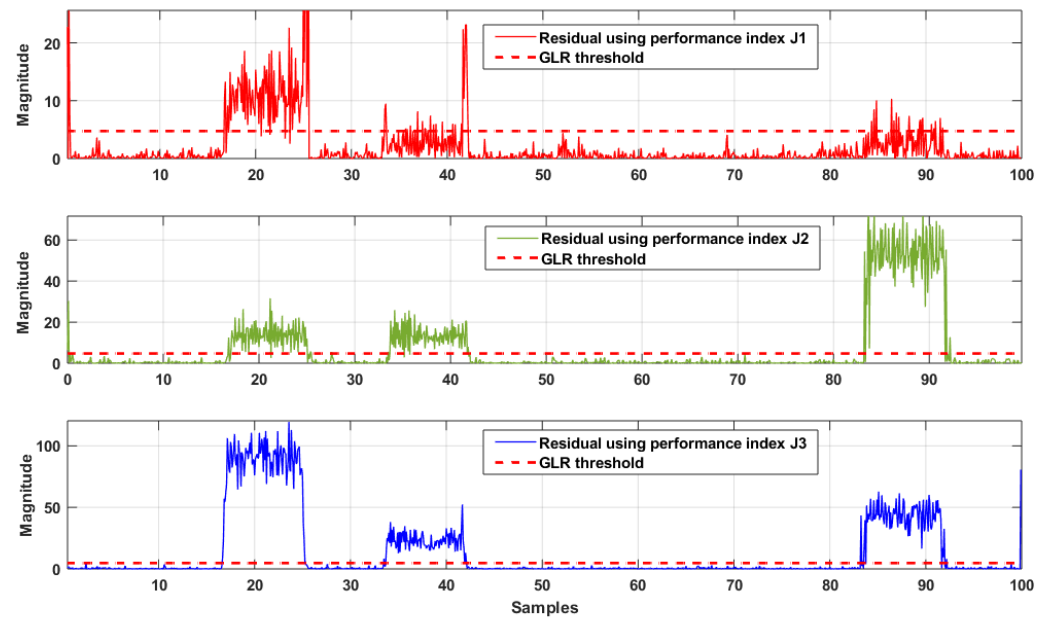 Residual using performance index J1
GLR threshold
Magnitude
20
10
0
0 10 20 30 40 50 60 70 80 90 100
Residual using performance index J2
GLR threshold
Magnitude
60
40
20
0
0 10 20 30 40 50 60 70 80 90
Residual using performance index J3
GLR threshold
Magnitude
100
50
0
0 10 20 30 40 50 60 70 80 90 100
Samples